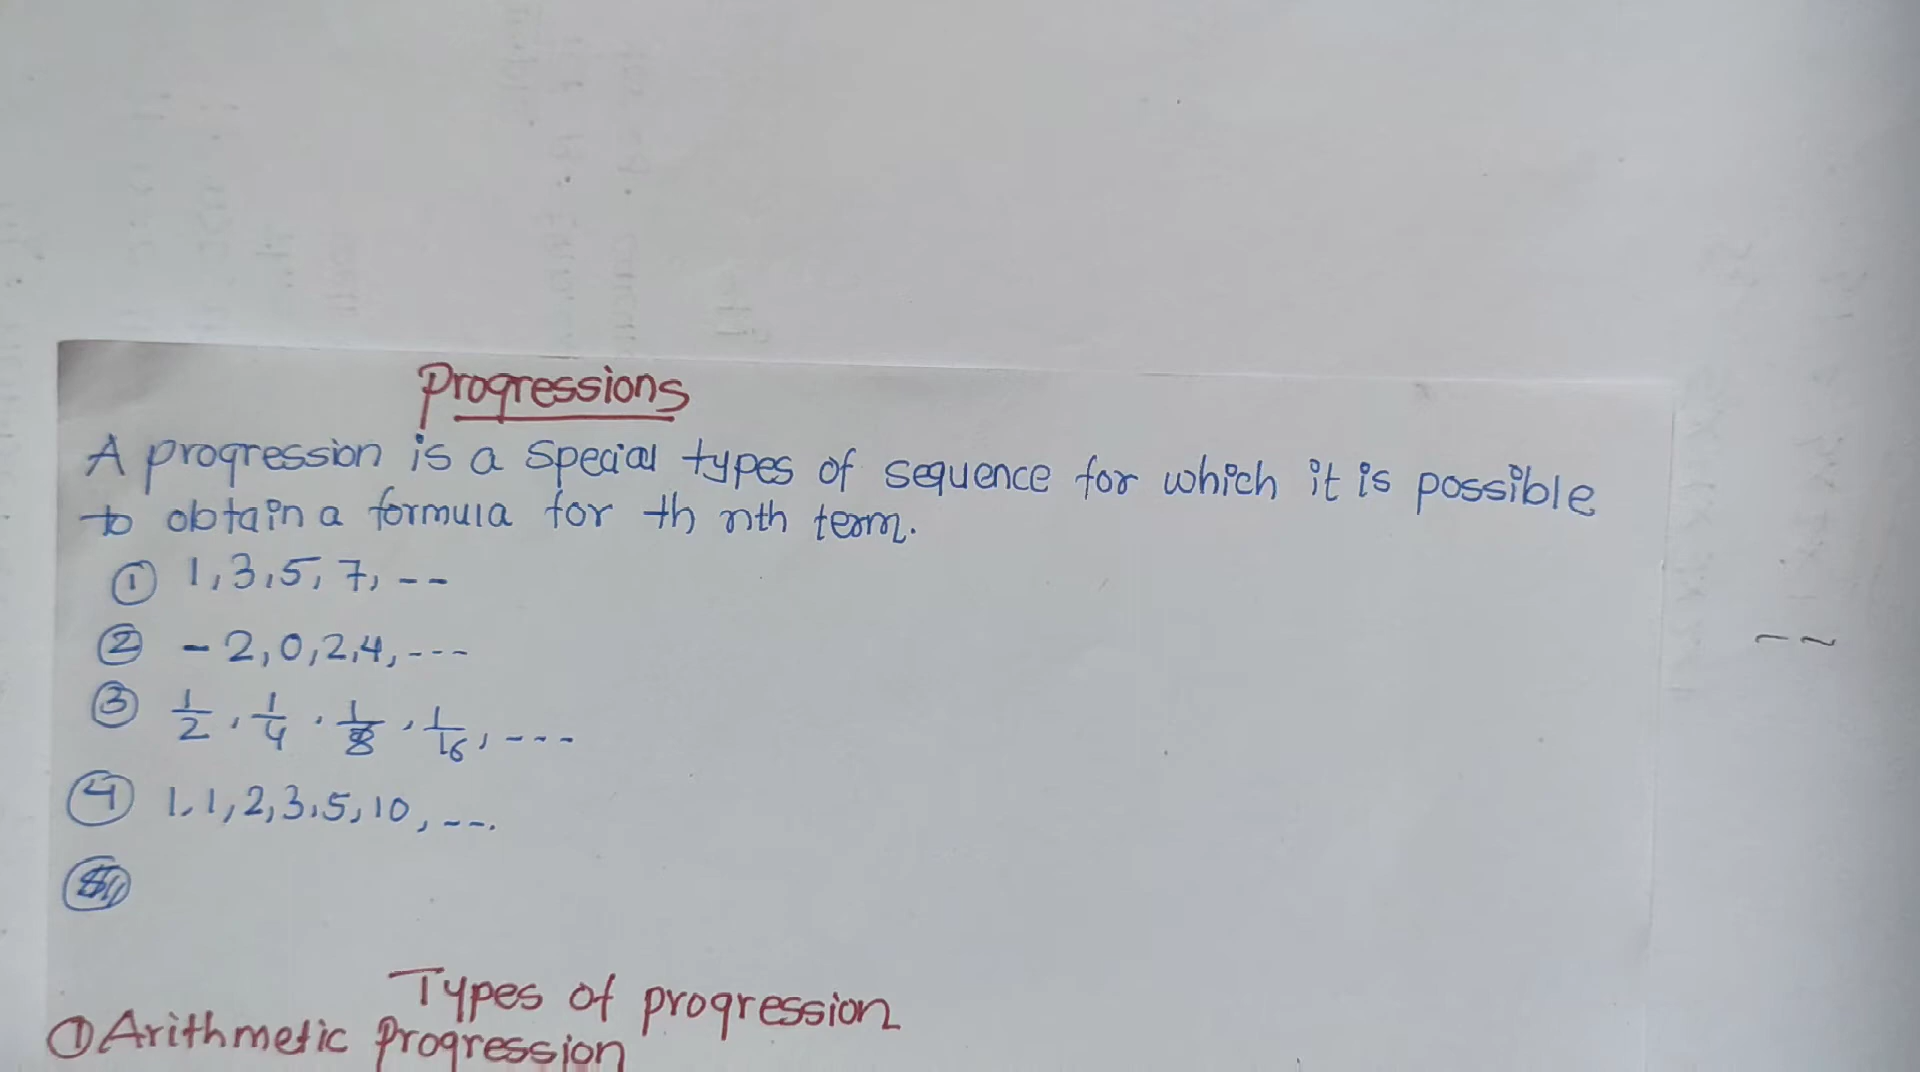 Progressions
A progression is a special types of sequence for which it is possible
to obtain a formula for th nth term.
① 1, 3, 5, 7, --
② - 2, 0, 2, 4, ---
③ 1/2, 1/4, 1/8, 1/16, ---
④ 1, 1, 2, 3, 5, 10, --.
Types of progression
① Arithmetic Progression